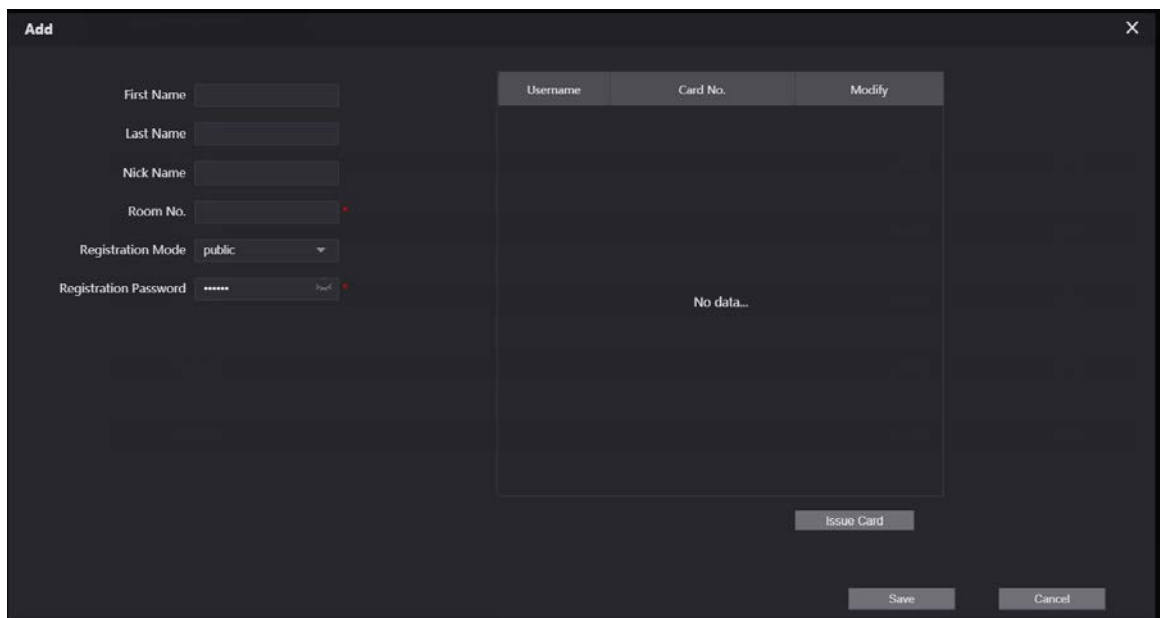 Add
First Name
Last Name
Nick Name
Room No. *
Registration Mode public
Registration Password •••••• *
Username Card No. Modify
No data...
Issue Card
Save Cancel